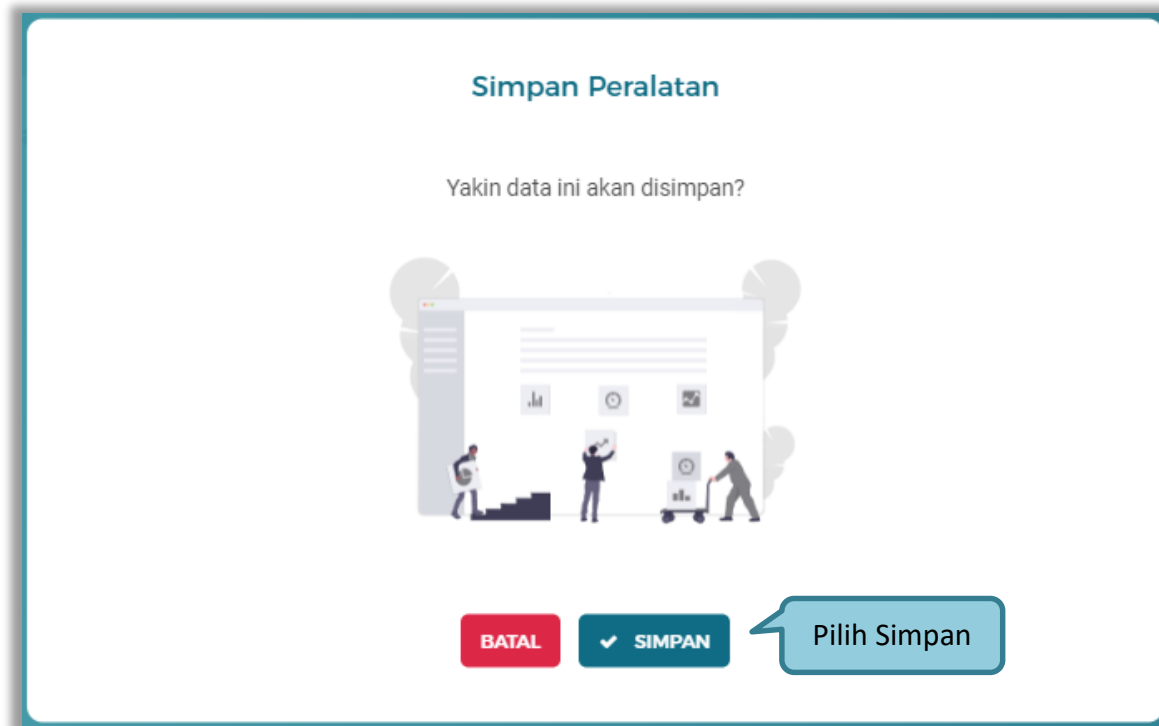 Simpan Peralatan
Yakin data ini akan disimpan?
BATAL
SIMPAN
Pilih Simpan